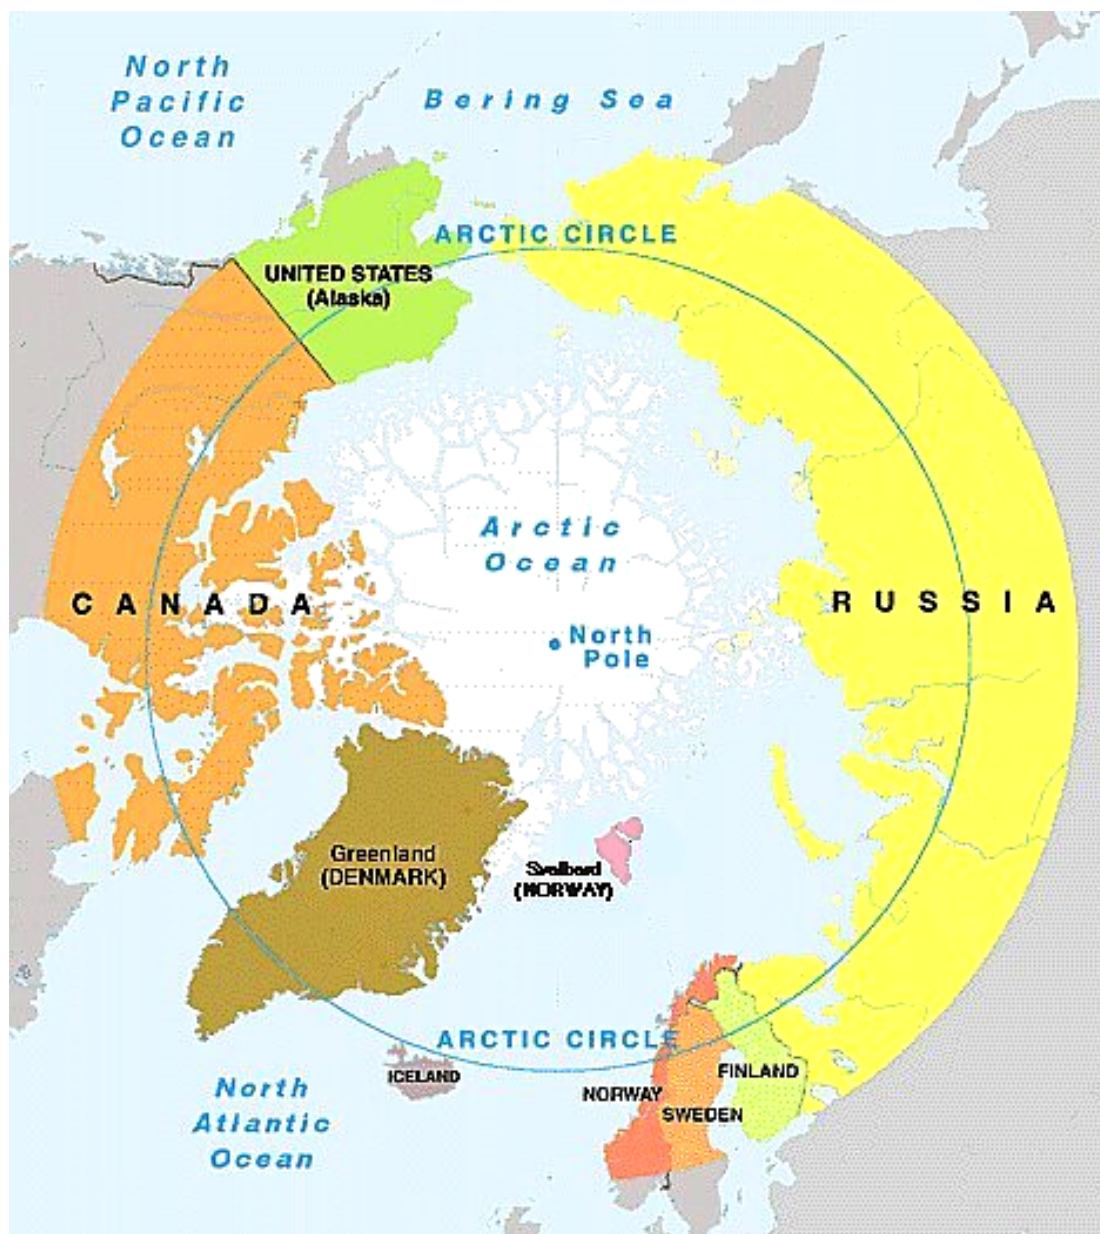 North
Pacific
Ocean
Bering Sea
ARCTIC CIRCLE
UNITED STATES
(Alaska)
Arctic
Ocean
CANADA
RUSSIA
North
Pole
Greenland
(DENMARK)
Svalbard
(NORWAY)
ARCTIC CIRCLE
ICELAND
FINLAND
NORWAY
SWEDEN
North
Atlantic
Ocean